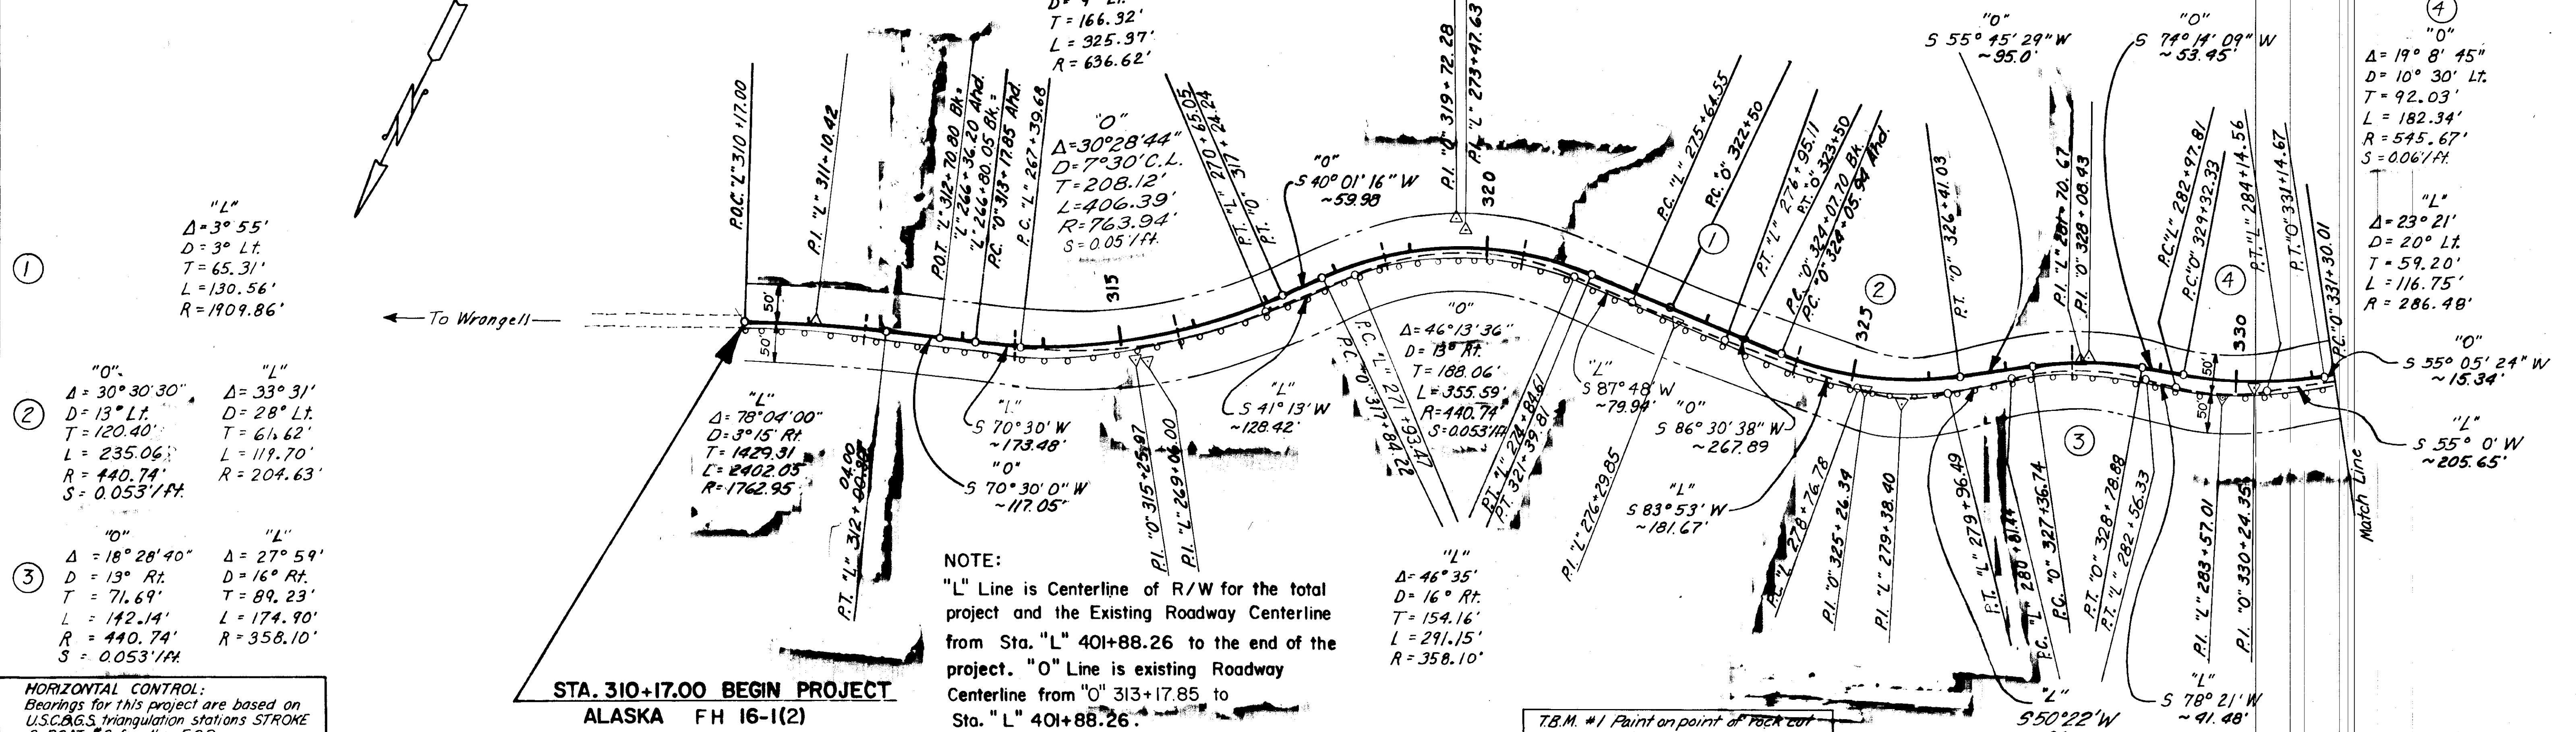 ①
"L"
Δ=3° 55'
D= 3° Lt.
T= 65.31'
L=130.56'
R=1909.86'
②
"O"
Δ= 30° 30' 30"
D= 13° Lt.
T= 120.40'
L= 235.06'
R= 440.74'
S= 0.053'/ft.
"L"
Δ= 33° 31'
D= 28° Lt.
T= 61.62'
L= 119.70'
R= 204.63'
③
"O"
Δ = 18° 28' 40"
D = 13° Rt.
T = 71.69'
L = 142.14'
R = 440.74'
S = 0.053'/ft.
"L"
Δ= 27° 59'
D= 16° Rt.
T= 89.23'
L= 174.90'
R= 358.10'
HORIZONTAL CONTROL:
Bearings for this project are based on
U.S.C.&G.S. triangulation stations STROKE
N
← To Wrangell
T= 166.32'
L= 325.37'
R= 636.62'
"O"
Δ=30°28'44"
D=7°30' C.L.
T=208.12'
L=406.39'
R=763.94'
S=0.05'/ft.
P.O.C. "L" 310+17.00
P.I. "L" 311+10.42
P.O.T. "L" 312+70.80 Bk.=
"L" 266+36.20 Ahd.
"L" 266+80.05 Bk.=
P.C. "O" 313+17.85 Ahd.
P.C. "L" 267+39.68
P.T. "L" 270+65.05
P.T. "O" 317+24.24
"O"
S 40° 01' 16" W
~59.98
P.I. "O" 319+72.28
P.I. "L" 273+47.63
P.C. "L" 275+64.55
P.C. "O" 322+50
P.T. "L" 276+95.11
P.T. "O" 323+50
P.C. "O" 324+07.70 Bk.
P.C. "O" 324+05.94 Ahd.
P.T. "O" 326+41.03
"O"
S 55° 45' 29" W
~95.0'
P.I. "L" 281+70.67
P.I. "O" 328+08.43
"O"
S 74° 14' 09" W
~53.45'
P.C. "L" 282+97.81
P.C. "O" 329+32.33
P.T. "L" 284+14.56
P.T. "O" 331+14.67
P.C. "O" 331+30.01
④
"O"
Δ= 19° 8' 45"
D= 10° 30' Lt.
T= 92.03'
L = 182.34'
R= 545.67'
S=0.06'/ft.
"L"
Δ=23° 21'
D= 20° Lt.
T= 59.20'
L= 116.75'
R= 286.48'
315
320
325
330
①
②
③
④
50'
50'
50'
50'
"O"
S 55° 05' 24" W
~15.34'
"L"
S 55° 0' W
~205.65'
Match Line
"L"
Δ= 78°04'00"
D= 3°15' Rt.
T= 1429.31
L= 2402.05
R= 1762.95
P.T. "L" 312+
04.00
"L"
S 70° 30' W
~173.48'
"O"
S 70° 30' 0" W
~117.05'
P.I. "O" 315+25.97
P.I. "L" 269+06.00
"L"
S 41° 13' W
~128.42'
P.C. "L" 271+93.47
P.C. "O" 317+84.22
"O"
Δ= 46°13'36"
D= 13° Rt.
T= 188.06'
L= 355.59'
R=440.74'
S=0.053'/ft
P.T. "L" 274+84.61
P.T. 321+39.81
"L"
S 87° 48' W
~79.94'
P.I. "L" 276+29.85
"O"
S 86° 30' 38" W
~267.89
"L"
S 83° 53' W
~181.67'
P.C. "L" 278+76.78
P.I. "O" 325+26.34
P.I. "L" 279+38.40
P.T. "L" 279+96.49
P.C. "L" 280+81.44
P.C. "O" 327+36.74
P.T. "O" 328+78.88
P.T. "L" 282+56.33
P.I. "L" 283+57.01
P.I. "O" 330+24.35
"L"
S 50° 22' W
"L"
S 78° 21' W
~41.48'
"L"
Δ= 46° 35'
D= 16° Rt.
T= 154.16'
L= 291.15'
R= 358.10'
STA. 310+17.00 BEGIN PROJECT
ALASKA FH 16-1(2)
NOTE:
"L" Line is Centerline of R/W for the total
project and the Existing Roadway Centerline
from Sta. "L" 401+88.26 to the end of the
project. "O" Line is existing Roadway
Centerline from "O" 313+17.85 to
Sta. "L" 401+88.26.
T.B.M. #1 Paint on point of rock cut